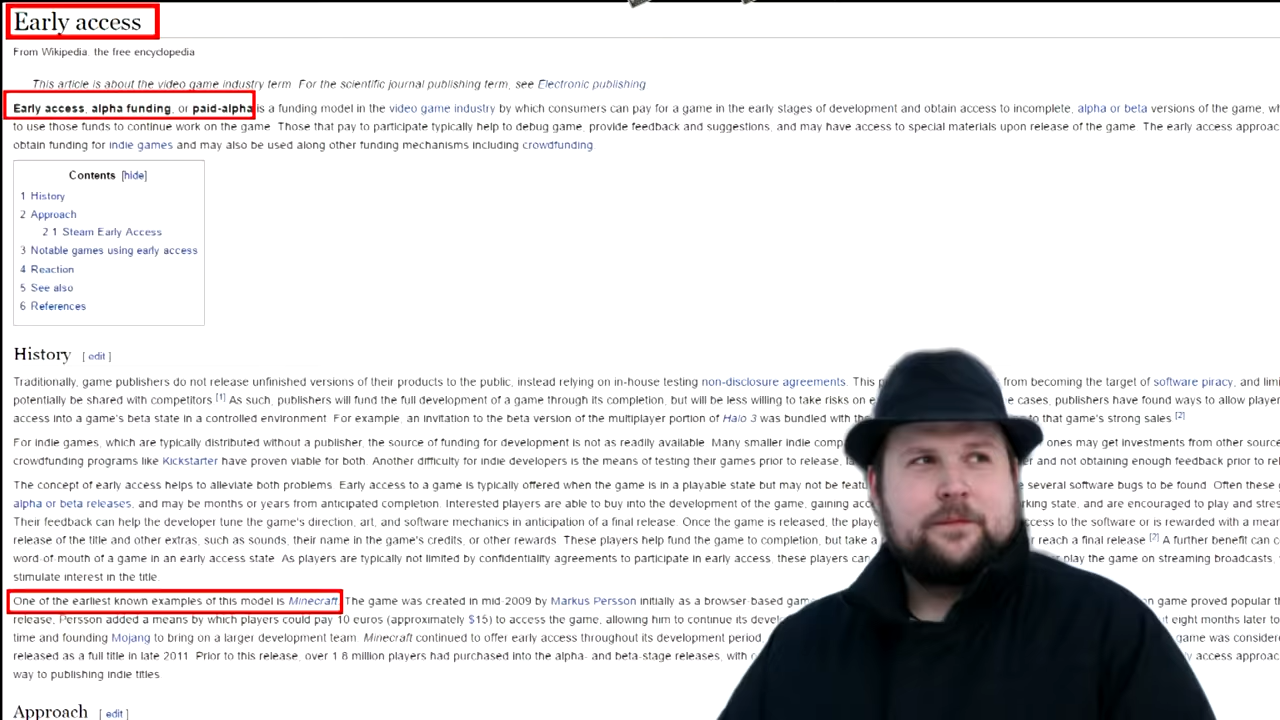 Early access
From Wikipedia, the free encyclopedia
This article is about the video game industry term. For the scientific journal publishing term, see Electronic publishing
Early access, alpha funding, or paid-alpha is a funding model in the video game industry by which consumers can pay for a game in the early stages of development and obtain access to incomplete, alpha or beta versions of the game,
to use those funds to continue work on the game. Those that pay to participate typically help to debug game, provide feedback and suggestions, and may have access to special materials upon release of the game. The early access
obtain funding for indie games and may also be used along other funding mechanisms including crowdfunding.
Contents [hide]
1 History
2 Approach
2.1 Steam Early Access
3 Notable games using early access
4 Reaction
5 See also
6 References
History [ edit ]
Traditionally, game publishers do not release unfinished versions of their products to the public, instead relying on in-house testing non-disclosure agreements. This from becoming the target of software piracy, and
potentially be shared with competitors.[1] As such, publishers will fund the full development of a game through its completion, but will be less willing to take risks on cases, publishers have found ways to allow
access into a game's beta state in a controlled environment. For example, an invitation to the beta version of the multiplayer portion of Halo 3 was bundled with to that game's strong sales.[2]
For indie games, which are typically distributed without a publisher, the source of funding for development is not as readily available. Many smaller indie ones may get investments from other
crowdfunding programs like Kickstarter have proven viable for both. Another difficulty for indie developers is the means of testing their games prior to release, and not obtaining enough feedback prior to
The concept of early access helps to alleviate both problems. Early access to a game is typically offered when the game is in a playable state but may not be several software bugs to be found. Often these
alpha or beta releases, and may be months or years from anticipated completion. Interested players are able to buy into the development of the game, gaining state, and are encouraged to play and
Their feedback can help the developer tune the game's direction, art, and software mechanics in anticipation of a final release. Once the game is released, the to the software or is rewarded with a
release of the title and other extras, such as sounds, their name in the game's credits, or other rewards. These players help fund the game to completion, but take a reach a final release.[2] A further benefit can
word-of-mouth of a game in an early access state. As players are typically not limited by confidentiality agreements to participate in early access, these players play the game on streaming broadcasts,
stimulate interest in the title.
One of the earliest known examples of this model is Minecraft. The game was created in mid-2009 by Markus Persson initially as a browser-based game proved popular
release. Persson added a means by which players could pay 10 euros (approximately $15) to access the game, allowing him to continue its eight months later
time and founding Mojang to bring on a larger development team. Minecraft continued to offer early access throughout its development period, game was
released as a full title in late 2011. Prior to this release, over 1.8 million players had purchased into the alpha- and beta-stage releases, with access
way to publishing indie titles.
Approach [ edit ]